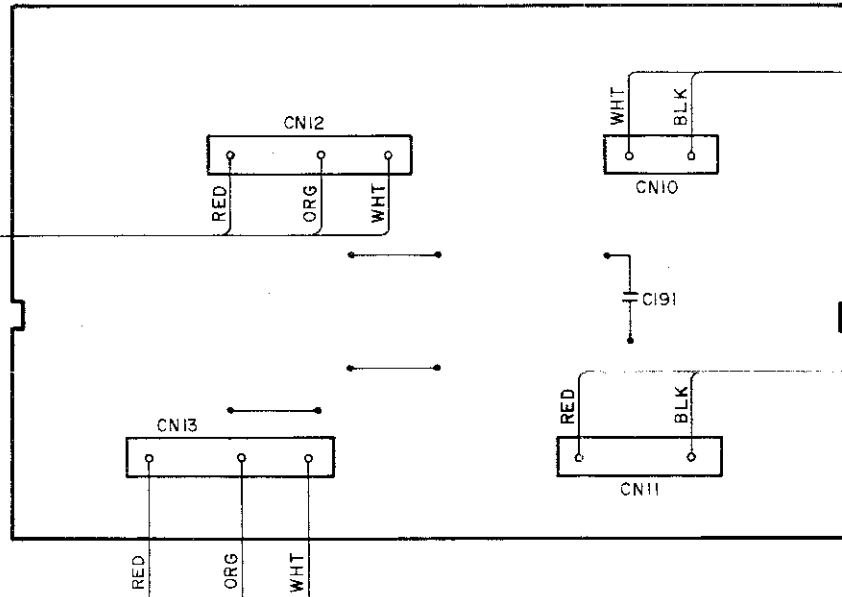 CN12
WHT
BLK
CN10
RED
ORG
WHT
C191
RED
BLK
CN13
CN11
RED
ORG
WHT